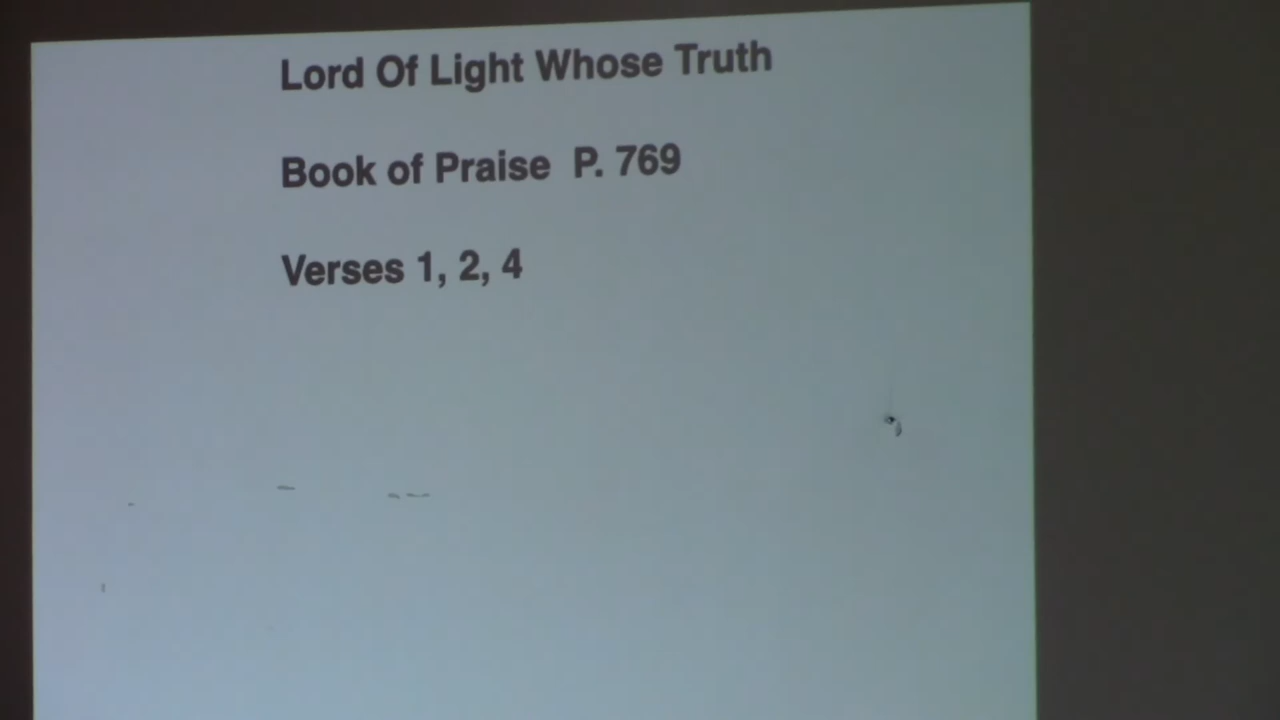 Lord Of Light Whose Truth
Book of Praise P. 769
Verses 1, 2, 4